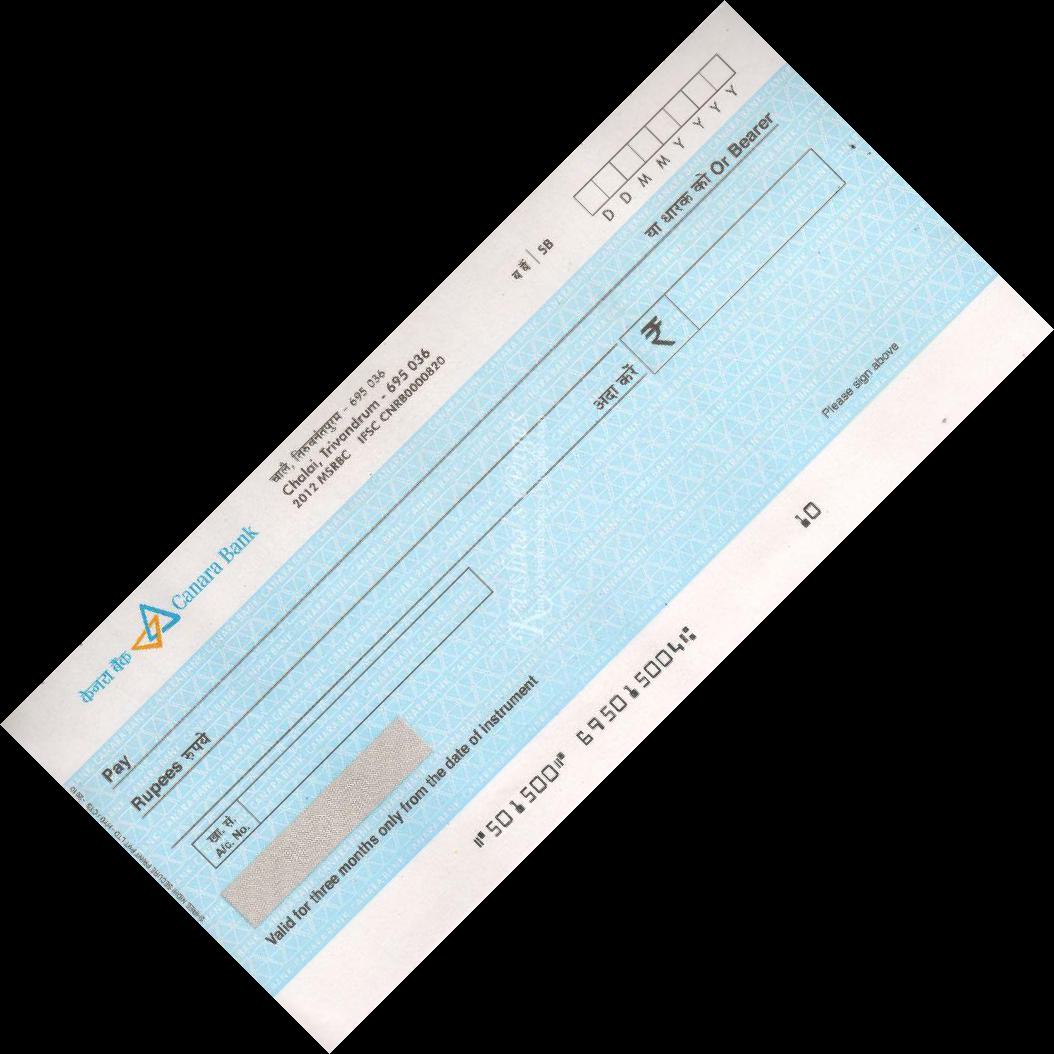 केनरा बैंक Canara Bank
चालै, तिरुवनंतपुरम - 695 036
Chalai, Trivandrum - 695 036
2012 MSRBC IFSC CNRB0000820
ब बैं | SB
D D M M Y Y Y Y
Pay
या धारक को Or Bearer
Rupees रुपये
अदा करें
₹
खा. सं.
A/c. No.
Valid for three months only from the date of instrument
Please sign above
⑈501500⑈ 695015004⑆ 10